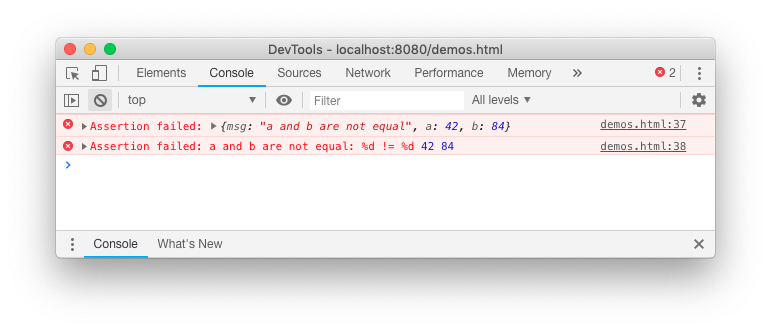 DevTools - localhost:8080/demos.html
Elements Console Sources Network Performance Memory » 2
top Filter All levels
Assertion failed: {msg: "a and b are not equal", a: 42, b: 84} demos.html:37
Assertion failed: a and b are not equal: %d != %d 42 84 demos.html:38
›
Console What's New